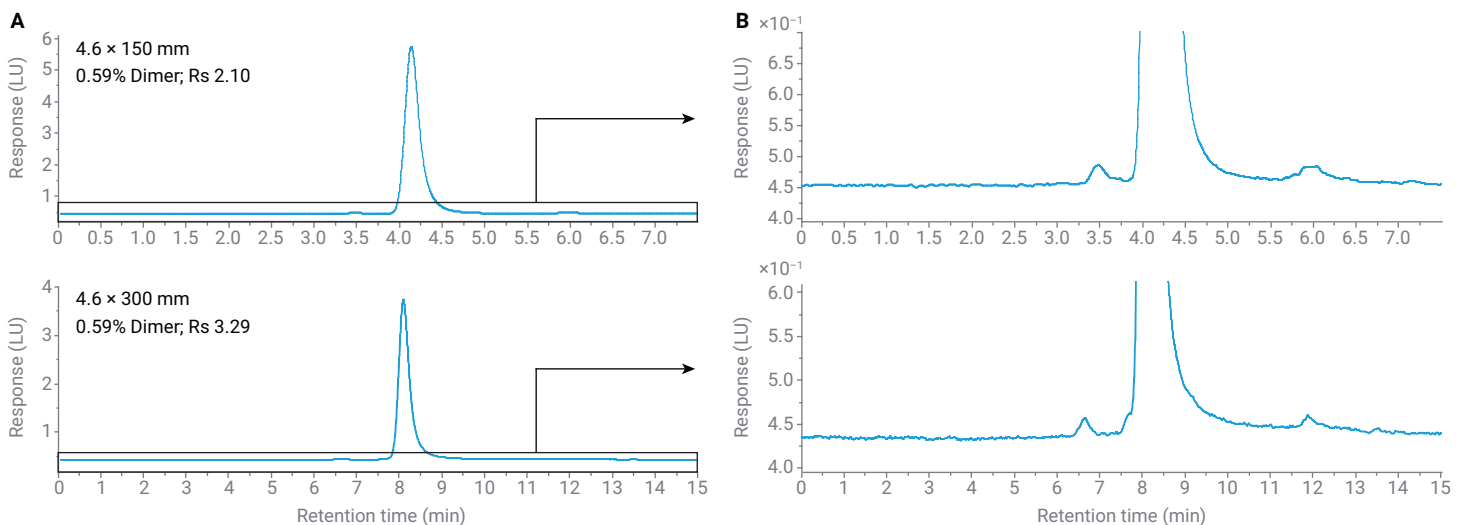 A
4.6 × 150 mm
0.59% Dimer; Rs 2.10
Response (LU)
6
5
4
3
2
1
0 0.5 1.0 1.5 2.0 2.5 3.0 3.5 4.0 4.5 5.0 5.5 6.0 6.5 7.0
4.6 × 300 mm
0.59% Dimer; Rs 3.29
Response (LU)
4
3
2
1
0 1 2 3 4 5 6 7 8 9 10 11 12 13 14 15
Retention time (min)
B
×10⁻¹
Response (LU)
6.5
6.0
5.5
5.0
4.5
4.0
0 0.5 1.0 1.5 2.0 2.5 3.0 3.5 4.0 4.5 5.0 5.5 6.0 6.5 7.0
×10⁻¹
Response (LU)
6.0
5.5
5.0
4.5
4.0
0 1 2 3 4 5 6 7 8 9 10 11 12 13 14 15
Retention time (min)